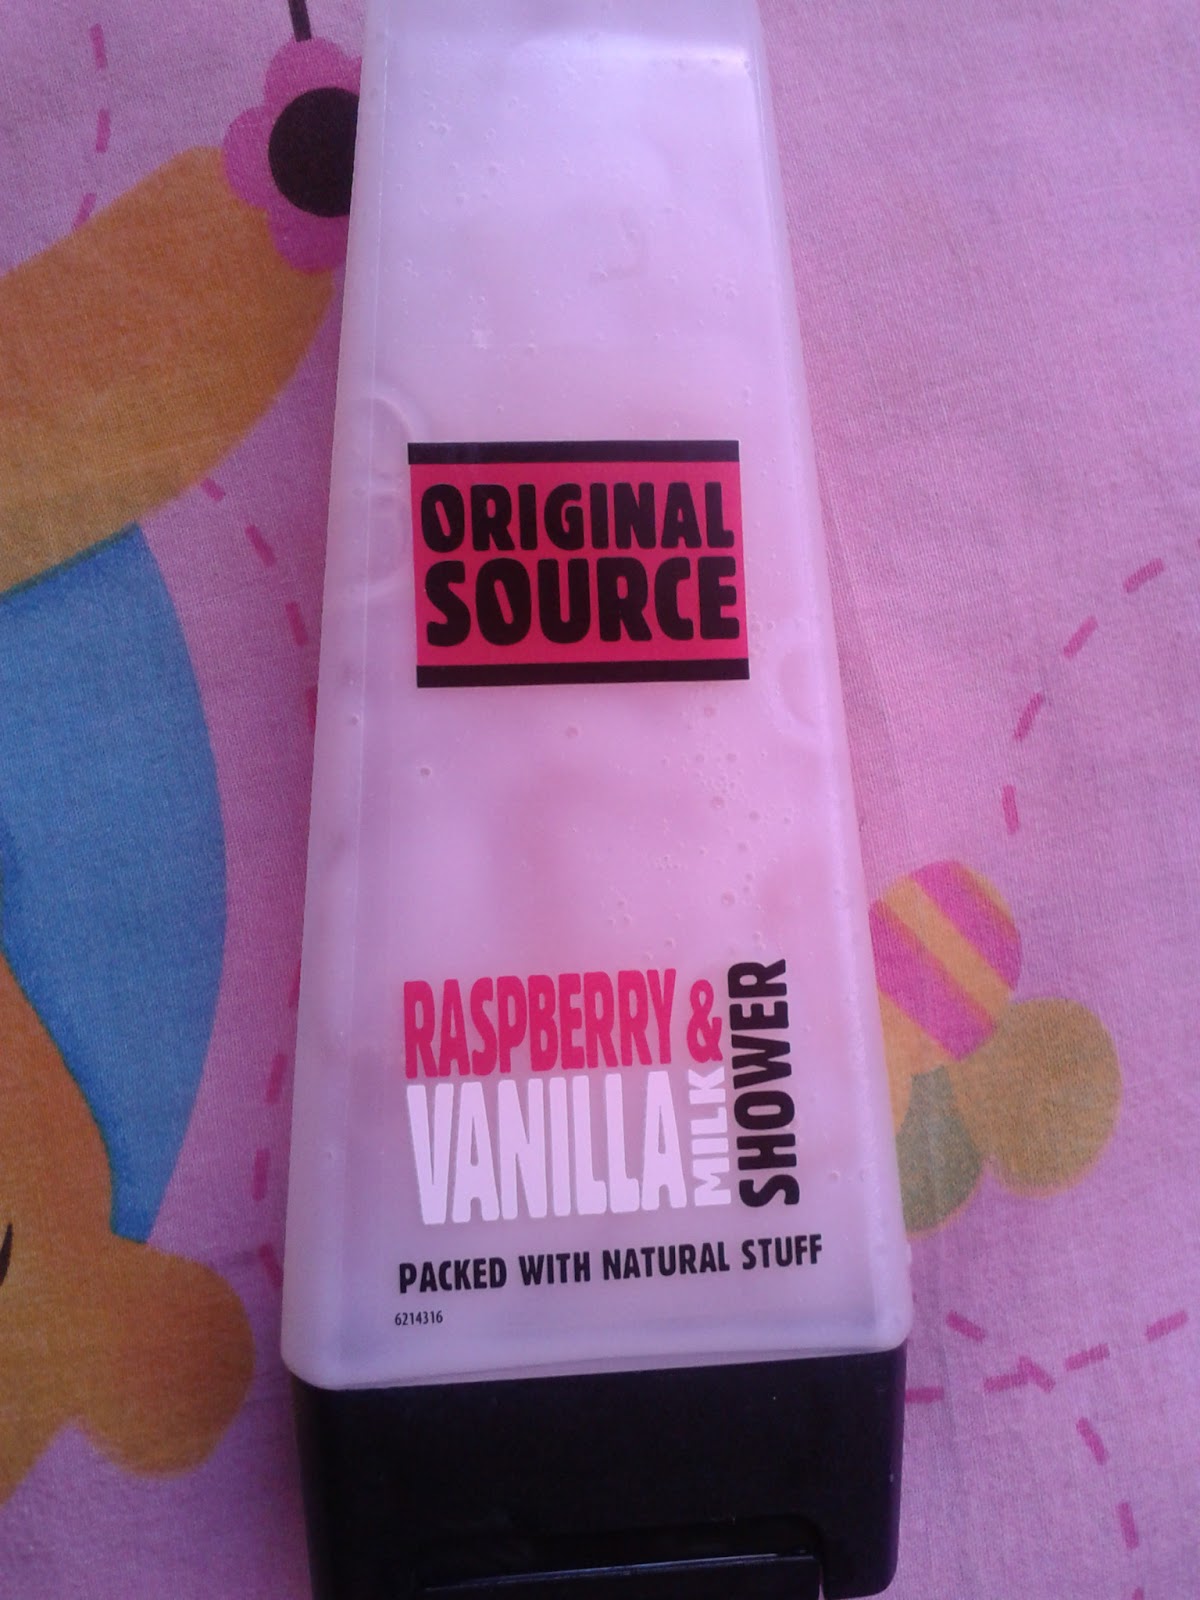 ORIGINAL
SOURCE
RASPBERRY &
VANILLA MILK
SHOWER
PACKED WITH NATURAL STUFF
6214316